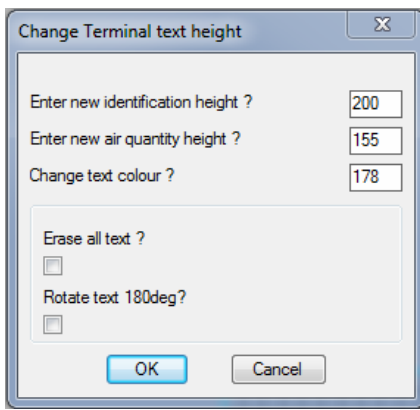 Change Terminal text height
Enter new identification height ? 200
Enter new air quantity height ? 155
Change text colour ? 178
Erase all text ?
Rotate text 180deg?
OK Cancel